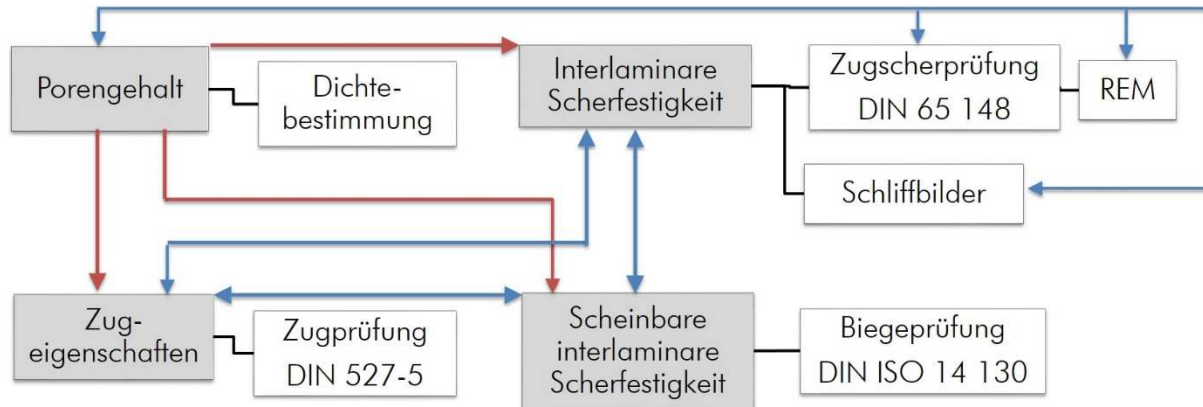 Porengehalt
Dichte-
bestimmung
Interlaminare
Scherfestigkeit
Zugscherprüfung
DIN 65 148
REM
Schliffbilder
Zug-
eigenschaften
Zugprüfung
DIN 527-5
Scheinbare
interlaminare
Scherfestigkeit
Biegeprüfung
DIN ISO 14 130